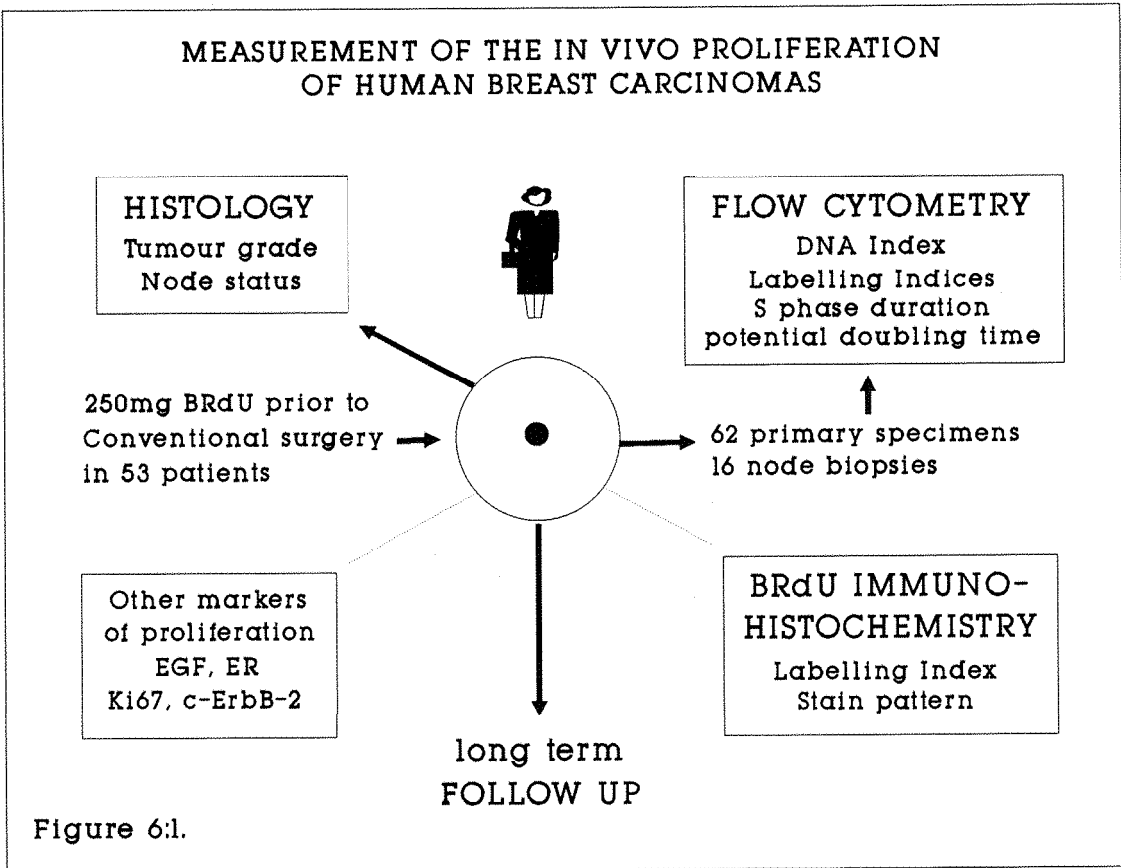 MEASUREMENT OF THE IN VIVO PROLIFERATION
OF HUMAN BREAST CARCINOMAS
HISTOLOGY
Tumour grade
Node status
FLOW CYTOMETRY
DNA Index
Labelling Indices
S phase duration
potential doubling time
250mg BRdU prior to
Conventional surgery
in 53 patients
62 primary specimens
16 node biopsies
Other markers
of proliferation
EGF, ER
Ki67, c-ErbB-2
BRdU IMMUNO-
HISTOCHEMISTRY
Labelling Index
Stain pattern
long term
FOLLOW UP
Figure 6:1.